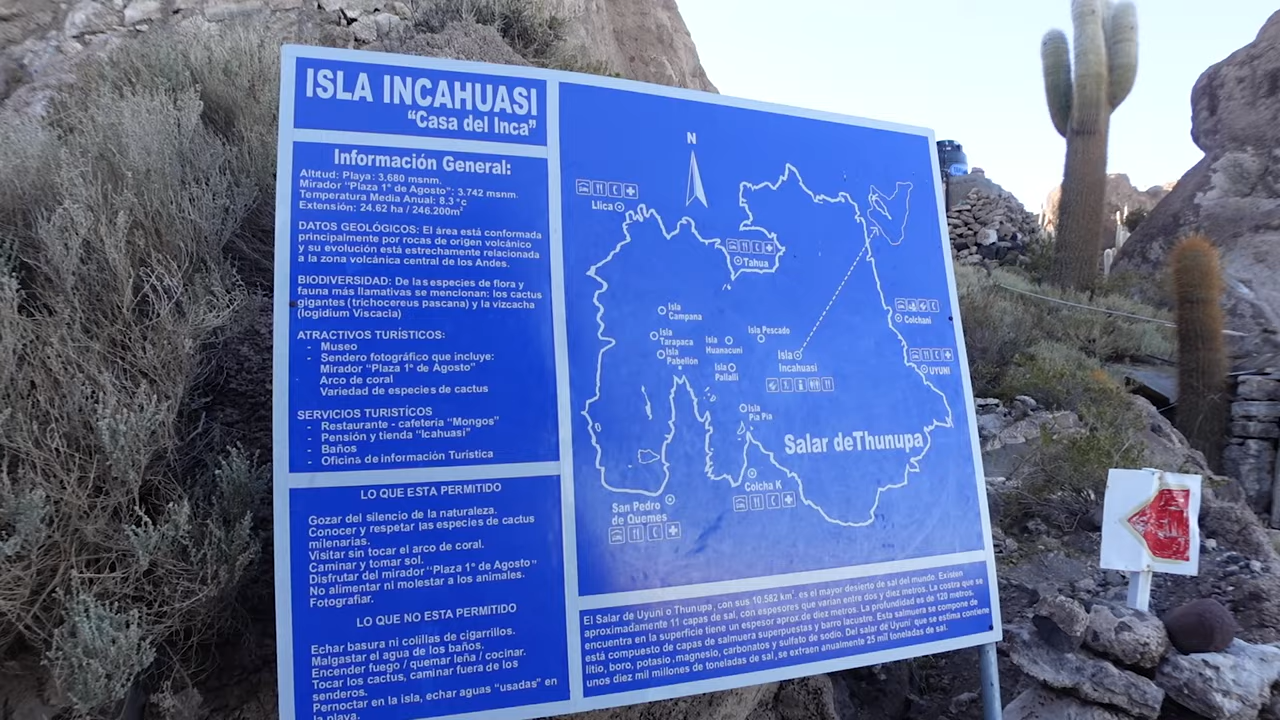 ISLA INCAHUASI
"Casa del Inca"
Información General:
Altitud: Playa: 3.680 msnm.
Mirador "Plaza 1° de Agosto": 3.742 msnm.
Temperatura Media Anual: 8.3 °c
Extensión: 24.62 ha / 246.200m²
DATOS GEOLÓGICOS: El área está conformada
principalmente por rocas de origen volcánico
y su evolución está estrechamente relacionada
a la zona volcánica central de los Andes.
BIODIVERSIDAD: De las especies de flora y
fauna más llamativas se mencionan: los cactus
gigantes (trichocereus pascana) y la vizcacha
(logidium Viscacia)
ATRACTIVOS TURÍSTICOS:
- Museo
- Sendero fotográfico que incluye:
Mirador "Plaza 1° de Agosto"
Arco de coral
Variedad de especies de cactus
SERVICIOS TURISTÍCOS
- Restaurante - cafetería "Mongos"
- Pensión y tienda "Icahuasi"
- Baños
- Oficina de información Turística
LO QUE ESTA PERMITIDO
Gozar del silencio de la naturaleza.
Conocer y respetar las especies de cactus
milenarias.
Visitar sin tocar el arco de coral.
Caminar y tomar sol.
Disfrutar del mirador "Plaza 1° de Agosto"
No alimentar ni molestar a los animales.
Fotografiar.
LO QUE NO ESTA PERMITIDO
Echar basura ni colillas de cigarrillos.
Malgastar el agua de los baños.
Encender fuego / quemar leña / cocinar.
Tocar los cactus, caminar fuera de los
senderos.
Pernoctar en la isla, echar aguas "usadas" en
la playa.
N
Llica
Tahua
Isla
Campana
Isla
Tarapaca
Isla
Pabellón
Isla
Huanacuni
Isla Pescado
Isla
Pallalli
Isla
Incahuasi
Colchani
UYUNI
Isla
Pia Pia
Salar deThunupa
Colcha K
San Pedro
de Quemes
El Salar de Uyuni o Thunupa, con sus 10.582 km² es el mayor desierto de sal del mundo. Existen
aproximadamente 11 capas de sal, con espesores que varian entre dos y diez metros. La costra que se
encuentra en la superficie tiene un espesor aprox. de diez metros. La profundidad es de 120 metros.
está compuesto de capas de salmuera superpuestas y barro lacustre. Esta salmuera se compone de
litio, boro, potasio, magnesio, carbonatos y sulfato de sodio. Del salar de Uyuni que se estima contiene
unos diez mil millones de toneladas de sal, se extraen anualmente 25 mil toneladas de sal.